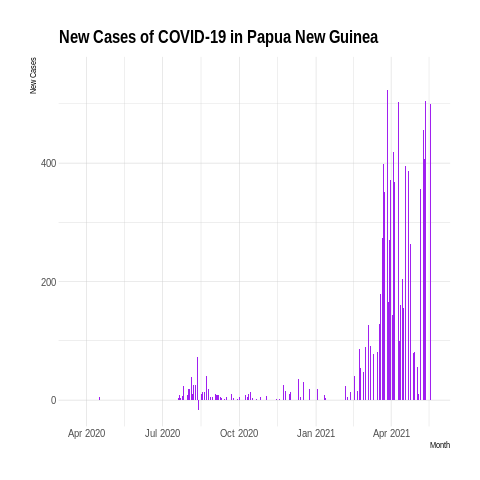 New Cases of COVID-19 in Papua New Guinea
New Cases
400
200
0
Apr 2020 Jul 2020 Oct 2020 Jan 2021 Apr 2021
Month